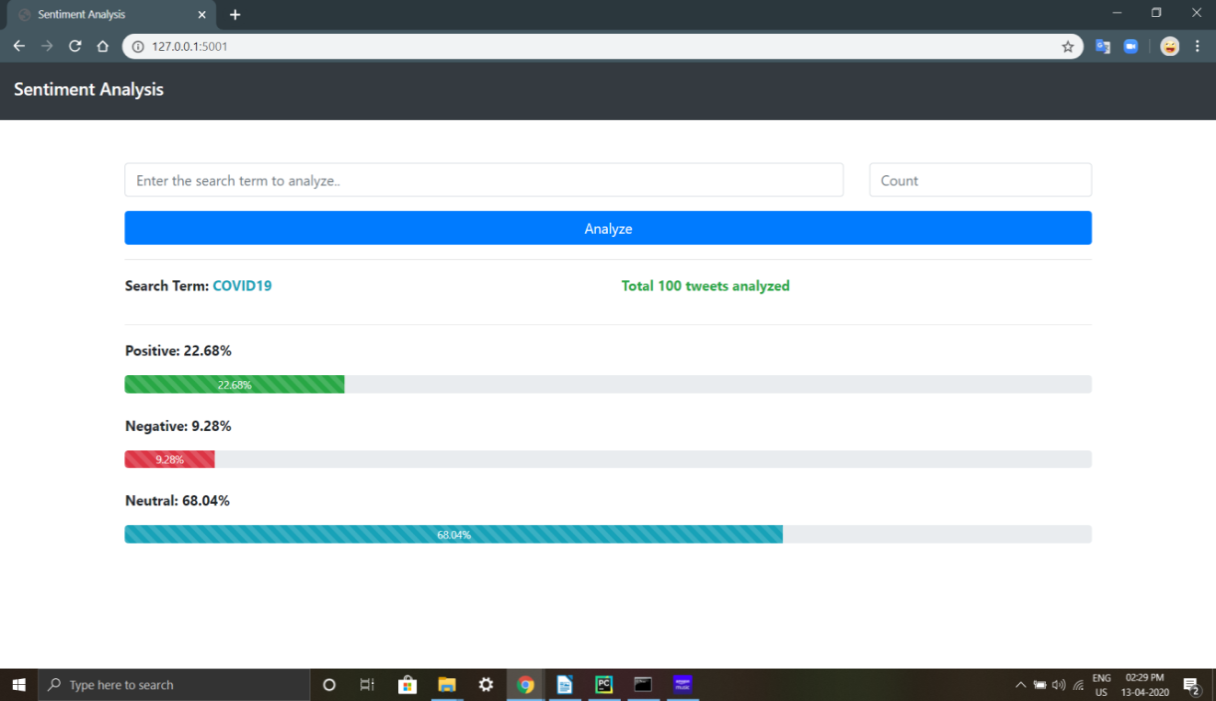 Sentiment Analysis
127.0.0.1:5001
Sentiment Analysis
Enter the search term to analyze..
Count
Analyze
Search Term: COVID19
Total 100 tweets analyzed
Positive: 22.68%
22.68%
Negative: 9.28%
9.28%
Neutral: 68.04%
68.04%
Type here to search
PC
ENG
US
02:29 PM
13-04-2020
2